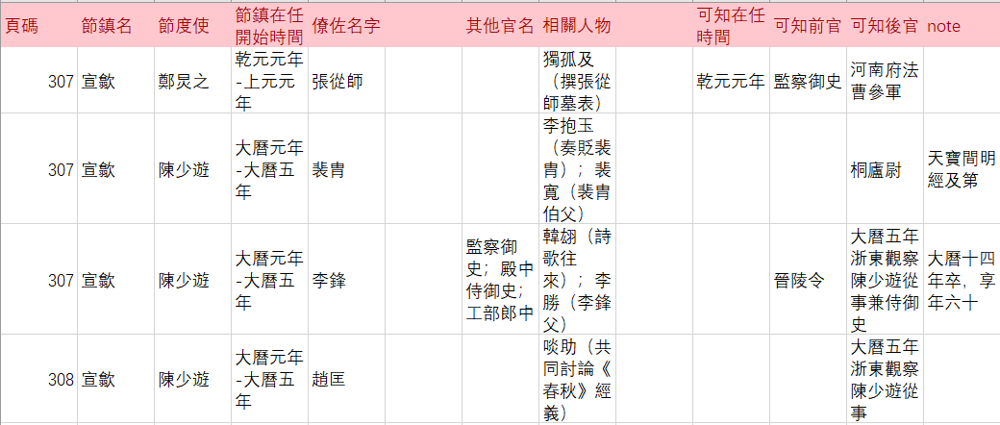 頁碼 節鎮名 節度使 節鎮在任開始時間 僚佐名字 其他官名 相關人物 可知在任時間 可知前官 可知後官 note
307 宣歙 鄭炅之 乾元元年-上元元年 張從師 獨孤及（撰張從師墓表） 乾元元年 監察御史 河南府法曹參軍
307 宣歙 陳少遊 大曆元年-大曆五年 裴冑 李抱玉（奏貶裴冑）；裴寬（裴冑伯父） 桐廬尉 天寶間明經及第
307 宣歙 陳少遊 大曆元年-大曆五年 李鋒 監察御史；殿中侍御史；工部郎中 韓翃（詩歌往來）；李勝（李鋒父） 晉陵令 大曆五年浙東觀察陳少遊從事兼侍御史 大曆十四年卒，享年六十
308 宣歙 陳少遊 大曆元年-大曆五年 趙匡 啖助（共同討論《春秋》經義） 大曆五年浙東觀察陳少遊從事